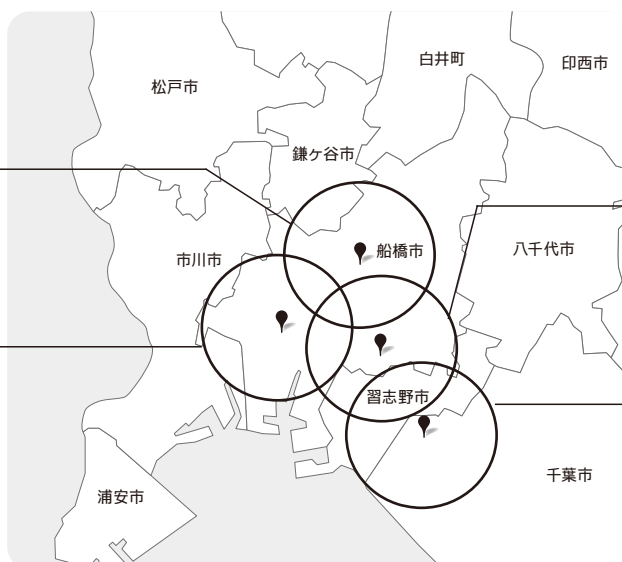 白井町
印西市
松戸市
鎌ヶ谷市
船橋市
八千代市
市川市
習志野市
千葉市
浦安市